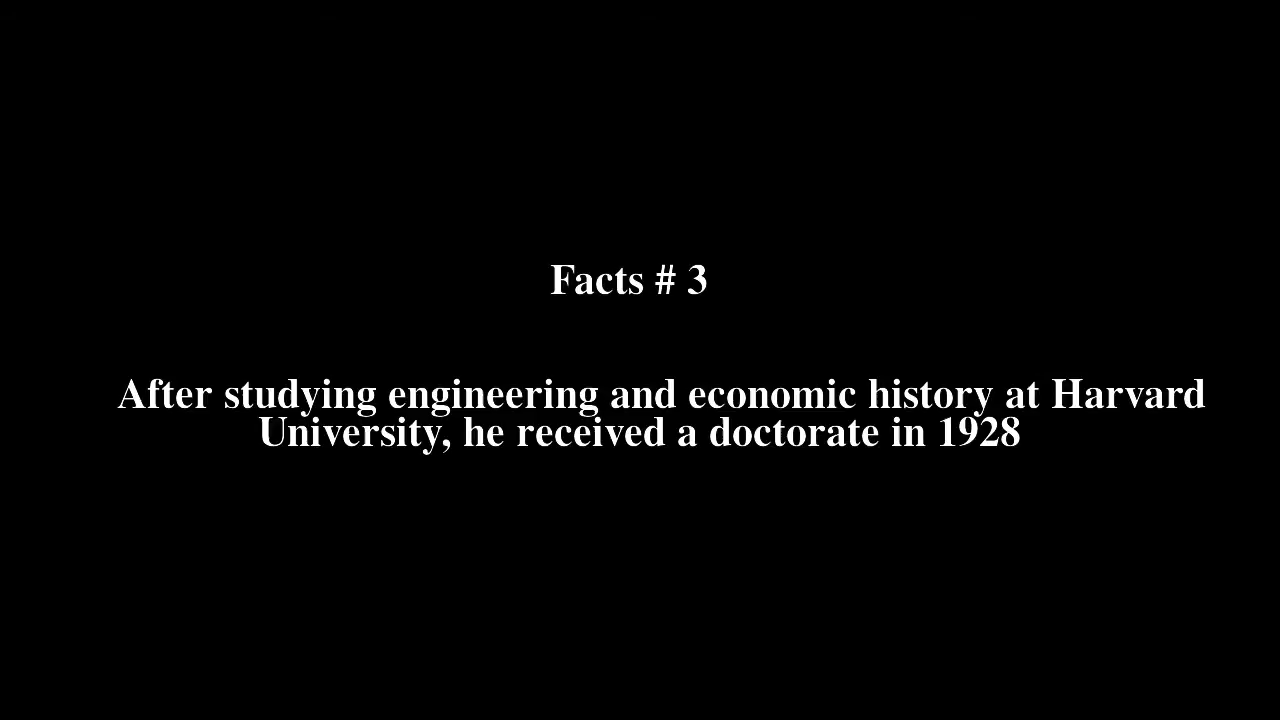 Facts # 3
After studying engineering and economic history at Harvard
University, he received a doctorate in 1928